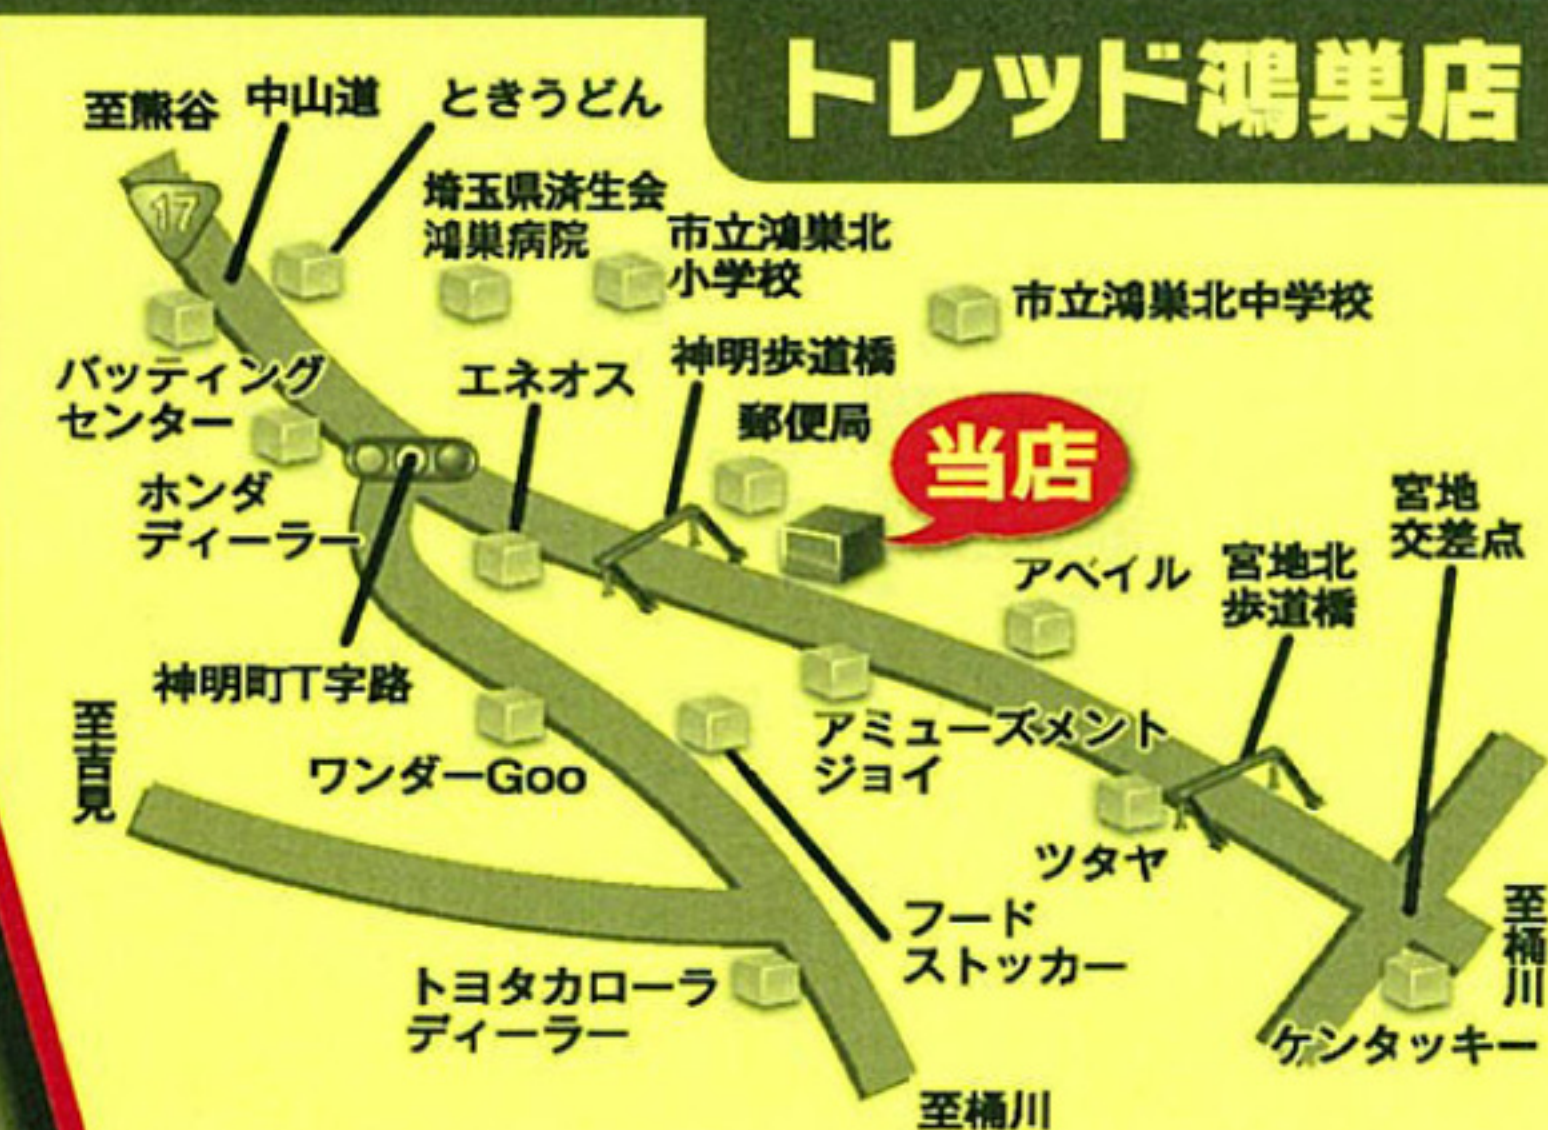 トレッド鴻巣店
至熊谷
中山道
ときうどん
17
埼玉県済生会
鴻巣病院
市立鴻巣北
小学校
市立鴻巣北中学校
バッティング
センター
エネオス
神明歩道橋
郵便局
当店
ホンダ
ディーラー
宮地
交差点
アベイル
宮地北
歩道橋
神明町T字路
至吉見
ワンダーGoo
アミューズメント
ジョイ
ツタヤ
フード
ストッカー
至桶川
トヨタカローラ
ディーラー
ケンタッキー
至桶川